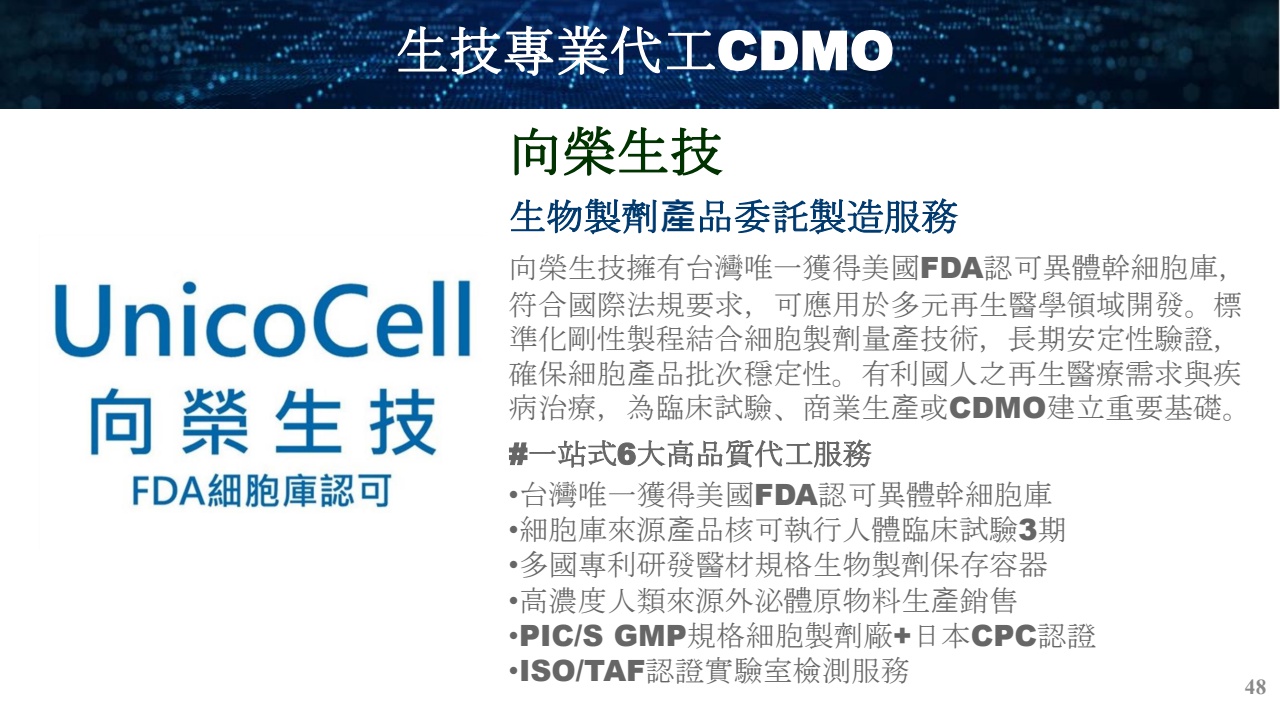 生技專業代工CDMO
向榮生技
生物製劑產品委託製造服務
向榮生技擁有台灣唯一獲得美國FDA認可異體幹細胞庫，
符合國際法規要求，可應用於多元再生醫學領域開發。標
準化剛性製程結合細胞製劑量產技術，長期安定性驗證，
確保細胞產品批次穩定性。有利國人之再生醫療需求與疾
病治療，為臨床試驗、商業生產或CDMO建立重要基礎。
#一站式6大高品質代工服務
•台灣唯一獲得美國FDA認可異體幹細胞庫
•細胞庫來源產品核可執行人體臨床試驗3期
•多國專利研發醫材規格生物製劑保存容器
•高濃度人類來源外泌體原物料生產銷售
•PIC/S GMP規格細胞製劑廠+日本CPC認證
•ISO/TAF認證實驗室檢測服務
UnicoCell
向榮生技
FDA細胞庫認可
48